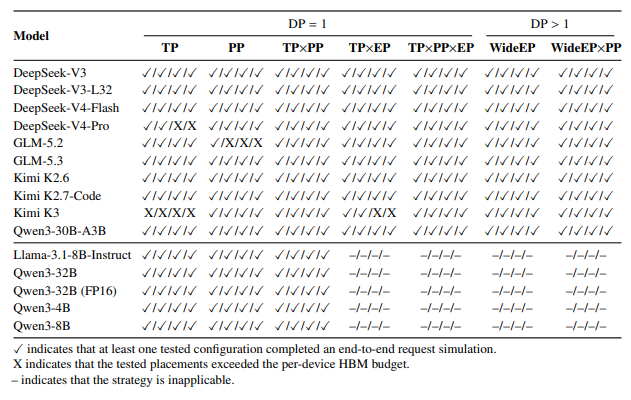 Model DP = 1 DP > 1
TP PP TP×PP TP×EP TP×PP×EP WideEP WideEP×PP
DeepSeek-V3 ✓/✓/✓/✓ ✓/✓/✓/✓ ✓/✓/✓/✓ ✓/✓/✓/✓ ✓/✓/✓/✓ ✓/✓/✓/✓ ✓/✓/✓/✓
DeepSeek-V3-L32 ✓/✓/✓/✓ ✓/✓/✓/✓ ✓/✓/✓/✓ ✓/✓/✓/✓ ✓/✓/✓/✓ ✓/✓/✓/✓ ✓/✓/✓/✓
DeepSeek-V4-Flash ✓/✓/✓/✓ ✓/✓/✓/✓ ✓/✓/✓/✓ ✓/✓/✓/✓ ✓/✓/✓/✓ ✓/✓/✓/✓ ✓/✓/✓/✓
DeepSeek-V4-Pro ✓/✓/X/X ✓/✓/✓/✓ ✓/✓/✓/✓ ✓/✓/✓/✓ ✓/✓/✓/✓ ✓/✓/✓/✓ ✓/✓/✓/✓
GLM-5.2 ✓/✓/✓/✓ ✓/X/X/X ✓/✓/✓/✓ ✓/✓/✓/✓ ✓/✓/✓/✓ ✓/✓/✓/✓ ✓/✓/✓/✓
GLM-5.3 ✓/✓/✓/✓ ✓/✓/✓/✓ ✓/✓/✓/✓ ✓/✓/✓/✓ ✓/✓/✓/✓ ✓/✓/✓/✓ ✓/✓/✓/✓
Kimi K2.6 ✓/✓/✓/✓ ✓/✓/✓/✓ ✓/✓/✓/✓ ✓/✓/✓/✓ ✓/✓/✓/✓ ✓/✓/✓/✓ ✓/✓/✓/✓
Kimi K2.7-Code ✓/✓/✓/✓ ✓/✓/✓/✓ ✓/✓/✓/✓ ✓/✓/✓/✓ ✓/✓/✓/✓ ✓/✓/✓/✓ ✓/✓/✓/✓
Kimi K3 X/X/X/X ✓/✓/✓/✓ ✓/✓/✓/✓ ✓/✓/X/X ✓/✓/✓/✓ ✓/✓/✓/✓ ✓/✓/✓/✓
Qwen3-30B-A3B ✓/✓/✓/✓ ✓/✓/✓/✓ ✓/✓/✓/✓ ✓/✓/✓/✓ ✓/✓/✓/✓ ✓/✓/✓/✓ ✓/✓/✓/✓
Llama-3.1-8B-Instruct ✓/✓/✓/✓ ✓/✓/✓/✓ ✓/✓/✓/✓ –/–/–/– –/–/–/– –/–/–/– –/–/–/–
Qwen3-32B ✓/✓/✓/✓ ✓/✓/✓/✓ ✓/✓/✓/✓ –/–/–/– –/–/–/– –/–/–/– –/–/–/–
Qwen3-32B (FP16) ✓/✓/✓/✓ ✓/✓/✓/✓ ✓/✓/✓/✓ –/–/–/– –/–/–/– –/–/–/– –/–/–/–
Qwen3-4B ✓/✓/✓/✓ ✓/✓/✓/✓ ✓/✓/✓/✓ –/–/–/– –/–/–/– –/–/–/– –/–/–/–
Qwen3-8B ✓/✓/✓/✓ ✓/✓/✓/✓ ✓/✓/✓/✓ –/–/–/– –/–/–/– –/–/–/– –/–/–/–
✓ indicates that at least one tested configuration completed an end-to-end request simulation.
X indicates that the tested placements exceeded the per-device HBM budget.
– indicates that the strategy is inapplicable.